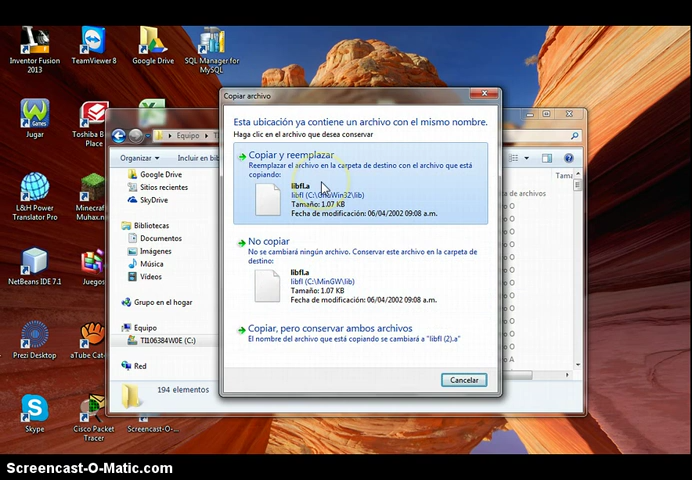 Inventor Fusion
2013
TeamViewer 8
Google Drive
SQL Manager for
MySQL
Jugar
Toshiba B
Place
L&H Power
Translator Pro
Minecraf
Muhax.m
NetBeans IDE 7.1
Juegos
Prezi Desktop
aTube Catc
Skype
Cisco Packet
Tracer
Screencast-O-...
Equipo
Organizar
Incluir en bib
Google Drive
Sitios recientes
SkyDrive
Bibliotecas
Documentos
Imágenes
Música
Vídeos
Grupo en el hogar
Equipo
TI106384W0E (C:)
Red
194 elementos
Tama
de archivos
Copiar archivo
Esta ubicación ya contiene un archivo con el mismo nombre.
Haga clic en el archivo que desea conservar
Copiar y reemplazar
Reemplazar el archivo en la carpeta de destino con el archivo que está
copiando:
libfl.a
libfl (C:\GnuWin32\lib)
Tamaño: 1.07 KB
Fecha de modificación: 06/04/2002 09:08 a.m.
No copiar
No se cambiará ningún archivo. Conservar este archivo en la carpeta de
destino:
libfl.a
libfl (C:\MinGW\lib)
Tamaño: 1.07 KB
Fecha de modificación: 06/04/2002 09:08 a.m.
Copiar, pero conservar ambos archivos
El nombre del archivo que está copiando se cambiará a "libfl (2).a"
Cancelar
Screencast-O-Matic.com